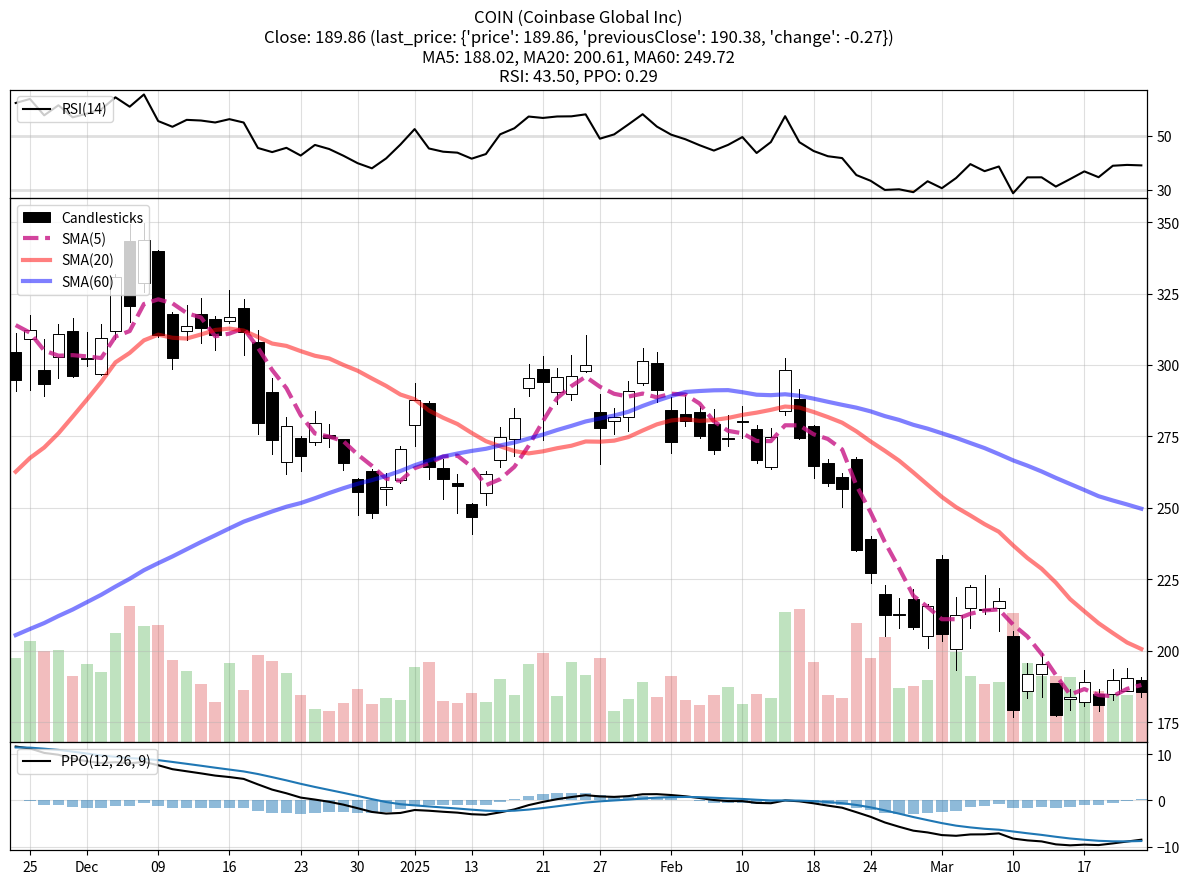 COIN (Coinbase Global Inc)
Close: 189.86 (last_price: {'price': 189.86, 'previousClose': 190.38, 'change': -0.27})
MA5: 188.02, MA20: 200.61, MA60: 249.72
RSI: 43.50, PPO: 0.29
RSI(14)
50
30
Candlesticks
SMA(5)
SMA(20)
SMA(60)
350
325
300
275
250
225
200
175
PPO(12, 26, 9)
10
0
−10
25 Dec 09 16 23 30 2025 13 21 27 Feb 10 18 24 Mar 10 17